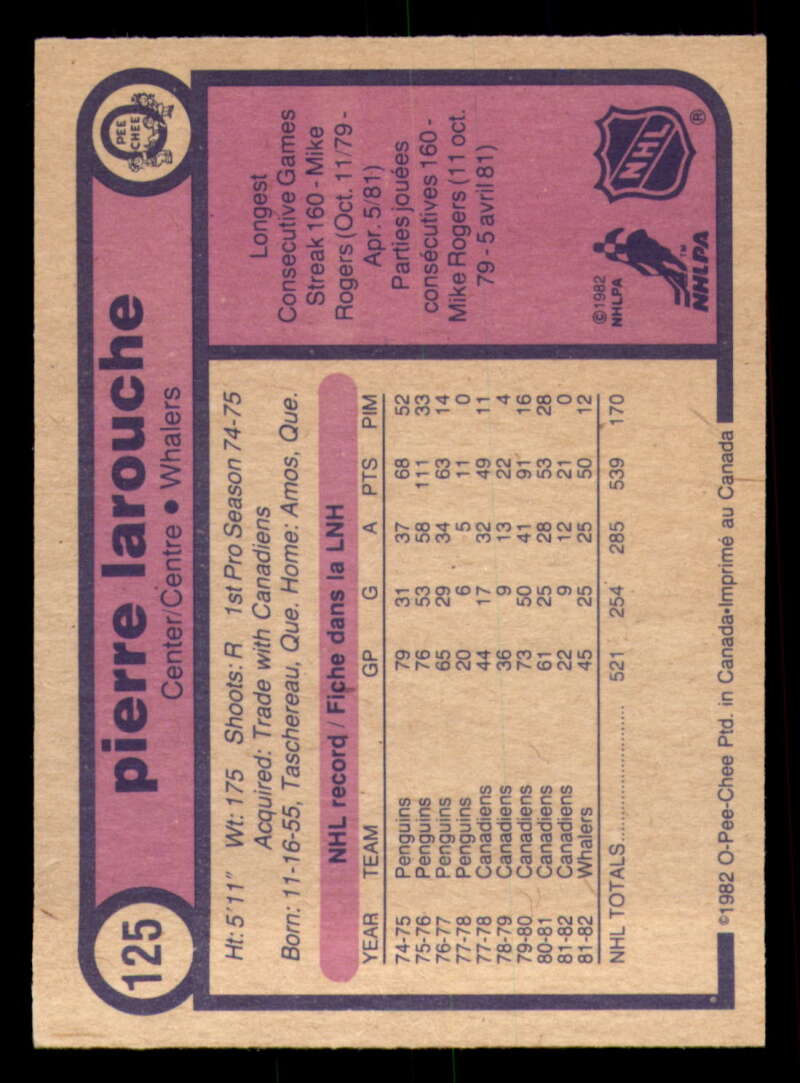 125
pierre larouche
Center/Centre • Whalers
O
PEE
CHEE
Ht: 5'11" Wt: 175 Shoots: R 1st Pro Season 74-75
Acquired: Trade with Canadiens
Born: 11-16-55, Taschereau, Que. Home: Amos, Que.
NHL record / Fiche dans la LNH
YEAR TEAM GP G A PTS PIM
74-75 Penguins 79 31 37 68 52
75-76 Penguins 76 53 58 111 33
76-77 Penguins 65 29 34 63 14
77-78 Penguins 20 6 5 11 0
77-78 Canadiens 44 17 32 49 11
78-79 Canadiens 36 9 13 22 4
79-80 Canadiens 73 50 41 91 16
80-81 Canadiens 61 25 28 53 28
81-82 Canadiens 22 9 12 21 0
81-82 Whalers 45 25 25 50 12
NHL TOTALS.................... 521 254 285 539 170
Longest
Consecutive Games
Streak 160 - Mike
Rogers (Oct. 11/79 -
Apr. 5/81)
Parties jouées
consécutives 160 -
Mike Rogers (11 oct.
79 - 5 avril 81)
©1982
NHLPA
NHLPA™
NHL®
©1982 O-Pee-Chee Ptd. in Canada•Imprimé au Canada